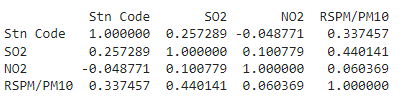 Stn Code SO2 NO2 RSPM/PM10
Stn Code 1.000000 0.257289 -0.048771 0.337457
SO2 0.257289 1.000000 0.100779 0.440141
NO2 -0.048771 0.100779 1.000000 0.060369
RSPM/PM10 0.337457 0.440141 0.060369 1.000000